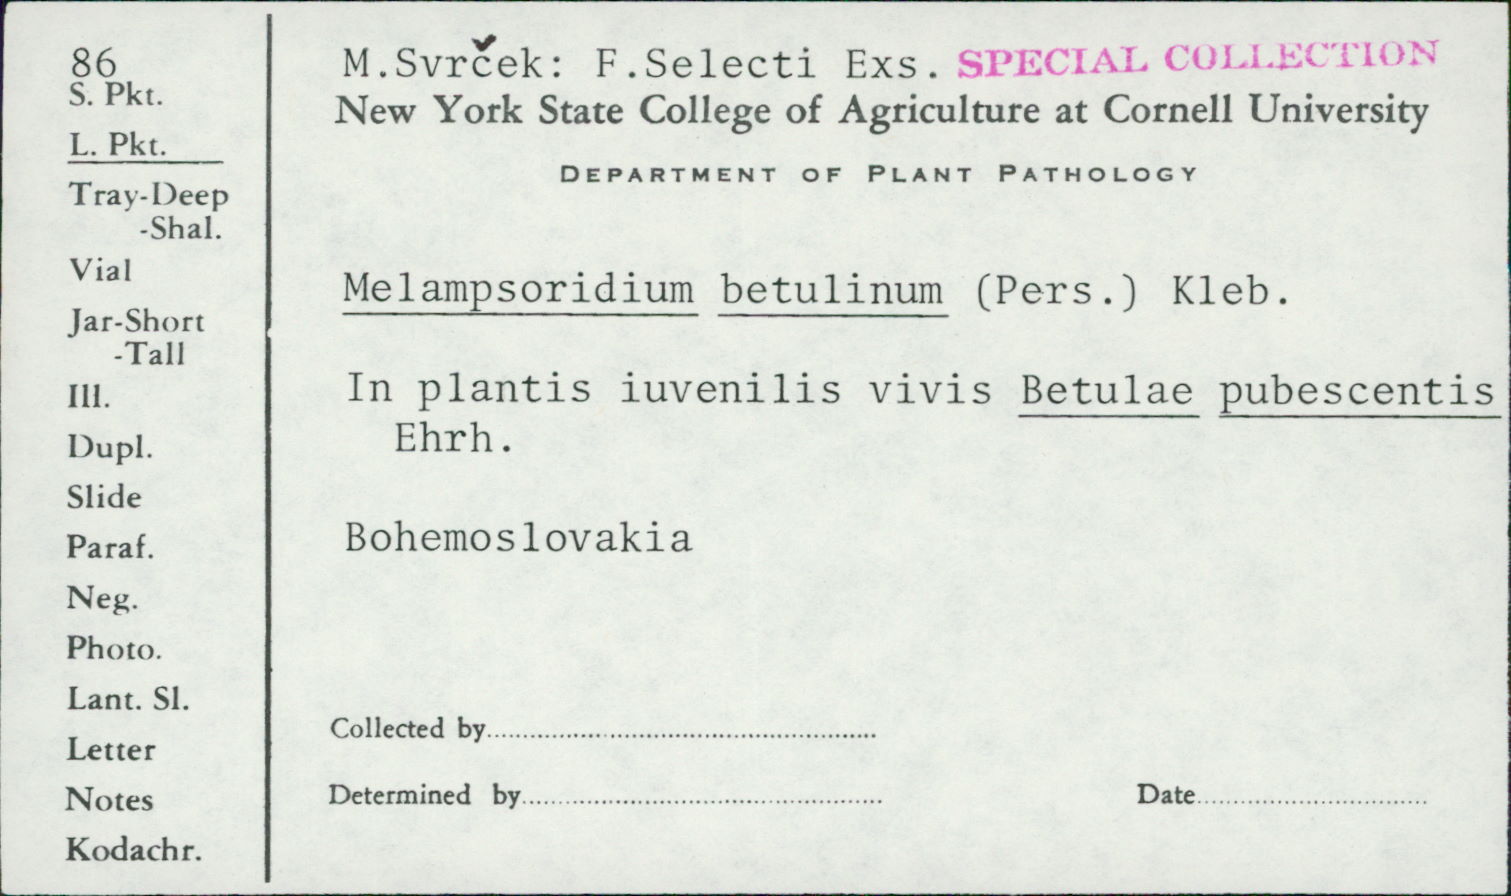 86
S. Pkt.
L. Pkt.
Tray-Deep
-Shal.
Vial
Jar-Short
-Tall
Ill.
Dupl.
Slide
Paraf.
Neg.
Photo.
Lant. Sl.
Letter
Notes
Kodachr.
M.Svrček: F.Selecti Exs. SPECIAL COLLECTION
New York State College of Agriculture at Cornell University
DEPARTMENT OF PLANT PATHOLOGY
Melampsoridium betulinum (Pers.) Kleb.
In plantis iuvenilis vivis Betulae pubescentis
Ehrh.
Bohemoslovakia
Collected by
Determined by
Date